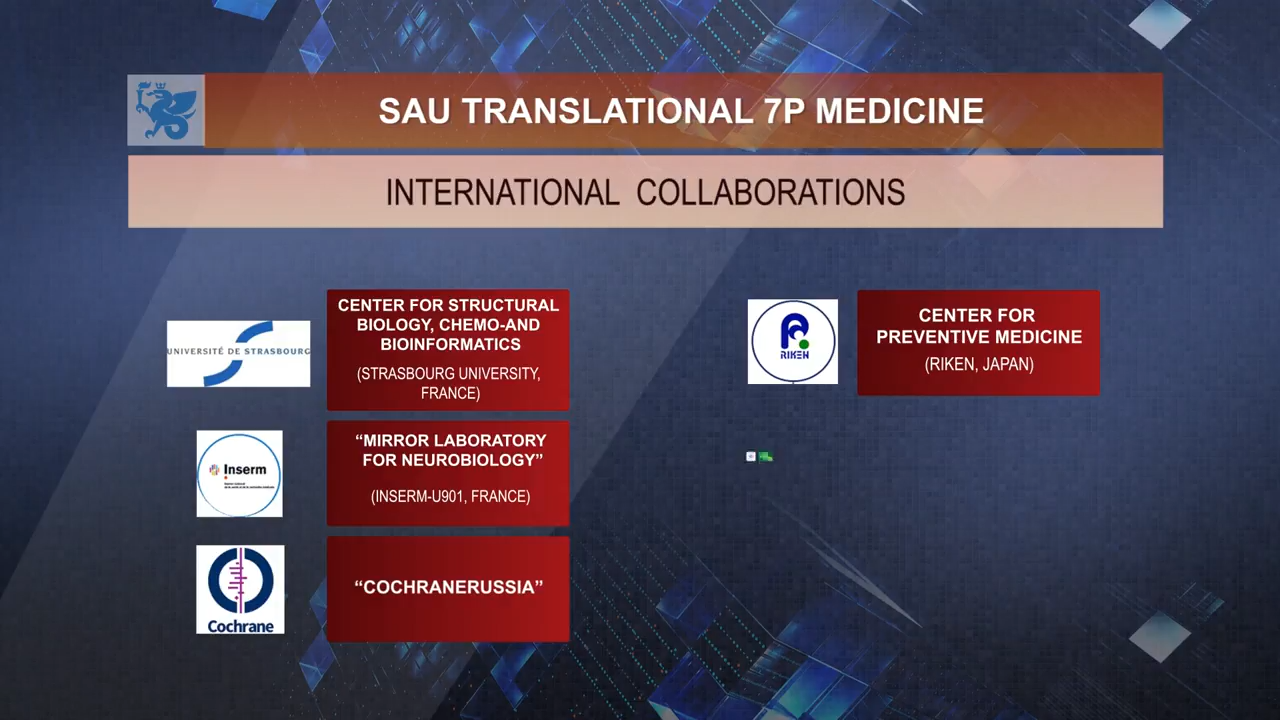 SAU TRANSLATIONAL 7P MEDICINE
INTERNATIONAL COLLABORATIONS
UNIVERSITÉ DE STRASBOURG
CENTER FOR STRUCTURAL
BIOLOGY, CHEMO-AND
BIOINFORMATICS
(STRASBOURG UNIVERSITY,
FRANCE)
Inserm
“MIRROR LABORATORY
FOR NEUROBIOLOGY”
(INSERM-U901, FRANCE)
Cochrane
“COCHRANERUSSIA”
RIKEN
CENTER FOR
PREVENTIVE MEDICINE
(RIKEN, JAPAN)